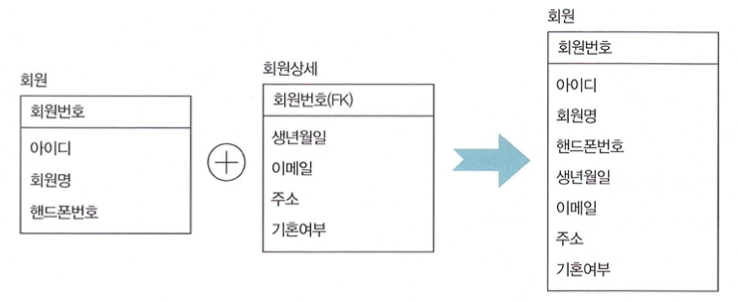 회원
회원번호
아이디
회원명
핸드폰번호
회원상세
회원번호(FK)
생년월일
이메일
주소
기혼여부
회원
회원번호
아이디
회원명
핸드폰번호
생년월일
이메일
주소
기혼여부